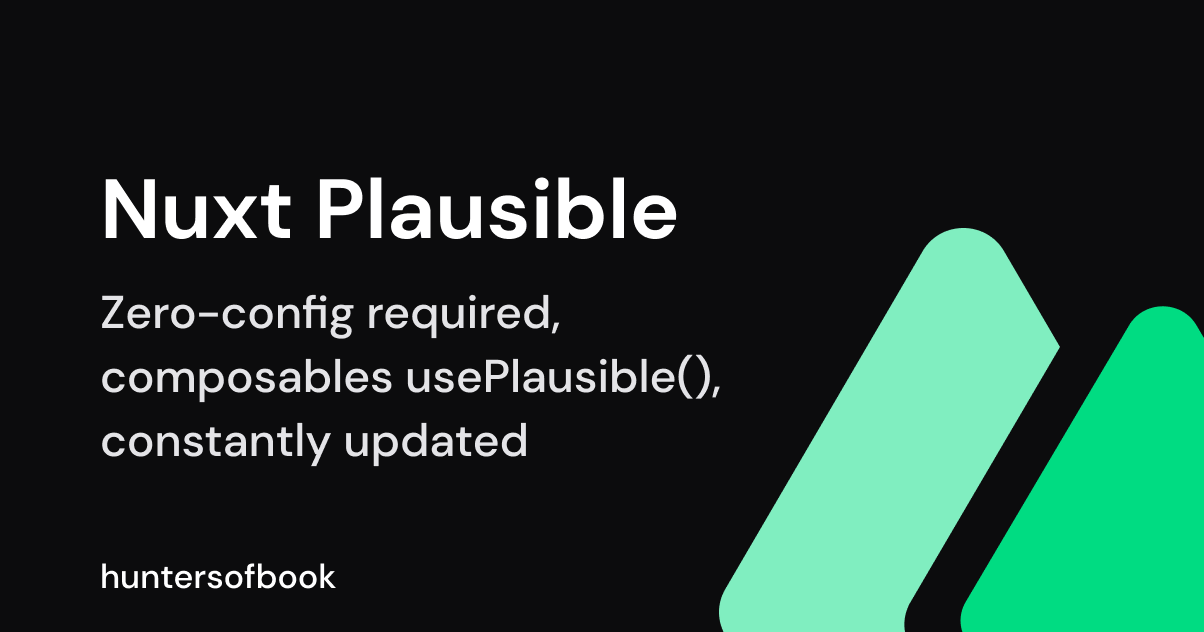 Nuxt Plausible
Zero-config required,
composables usePlausible(),
constantly updated
huntersofbook